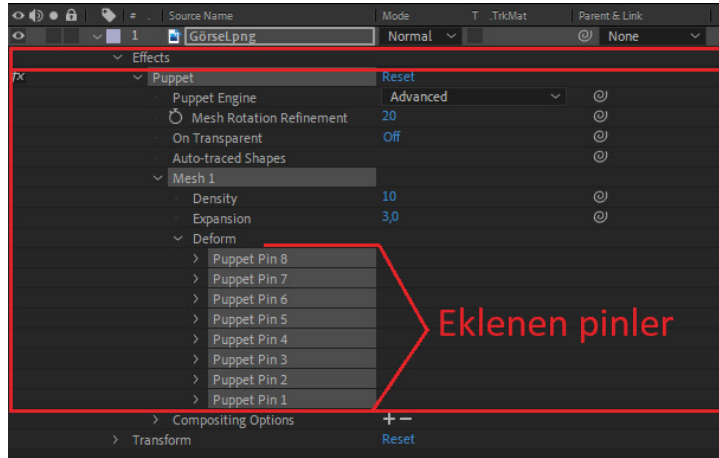 # . Source Name Mode T .TrkMat Parent & Link
1 Görsel.png Normal None
Effects
fx Puppet Reset
Puppet Engine Advanced
Mesh Rotation Refinement 20
On Transparent Off
Auto-traced Shapes
Mesh 1
Density 10
Expansion 3,0
Deform
Puppet Pin 8
Puppet Pin 7
Puppet Pin 6
Puppet Pin 5
Eklenen pinler
Puppet Pin 4
Puppet Pin 3
Puppet Pin 2
Puppet Pin 1
Compositing Options + −
Transform Reset